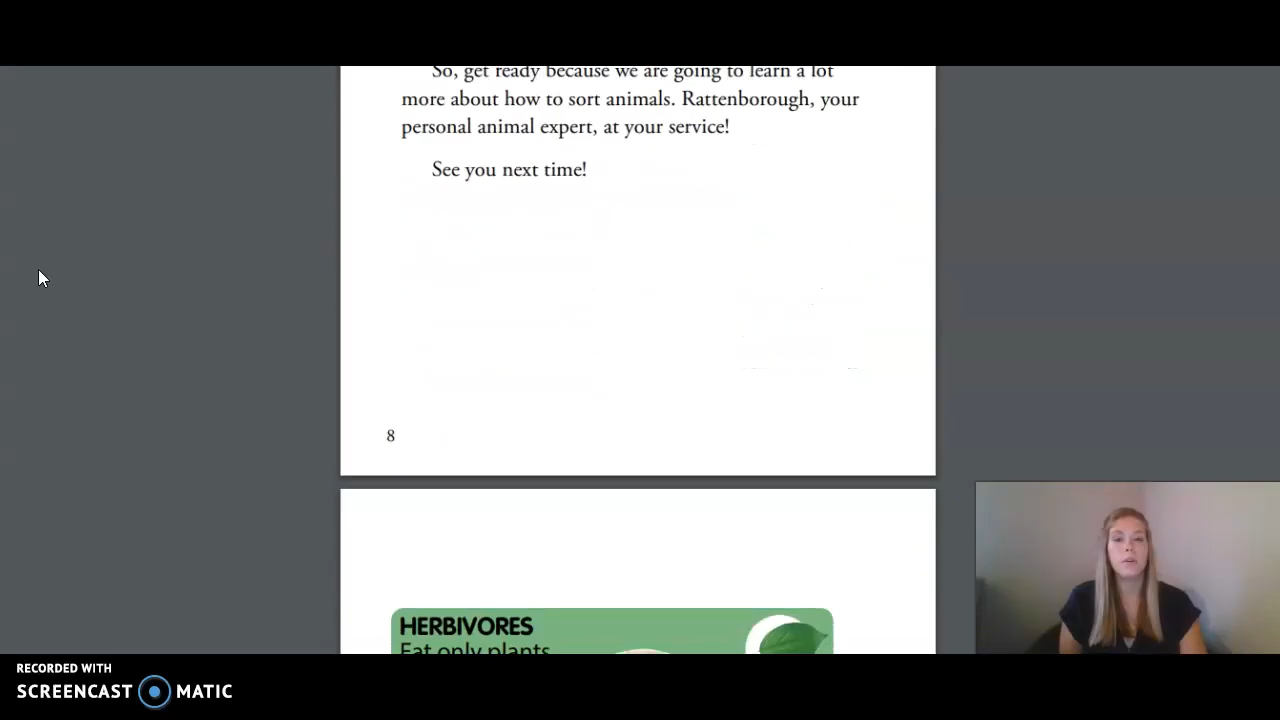 So, get ready because we are going to learn a lot
more about how to sort animals. Rattenborough, your
personal animal expert, at your service!
See you next time!
8
HERBIVORES
Eat only plants
RECORDED WITH
SCREENCAST MATIC